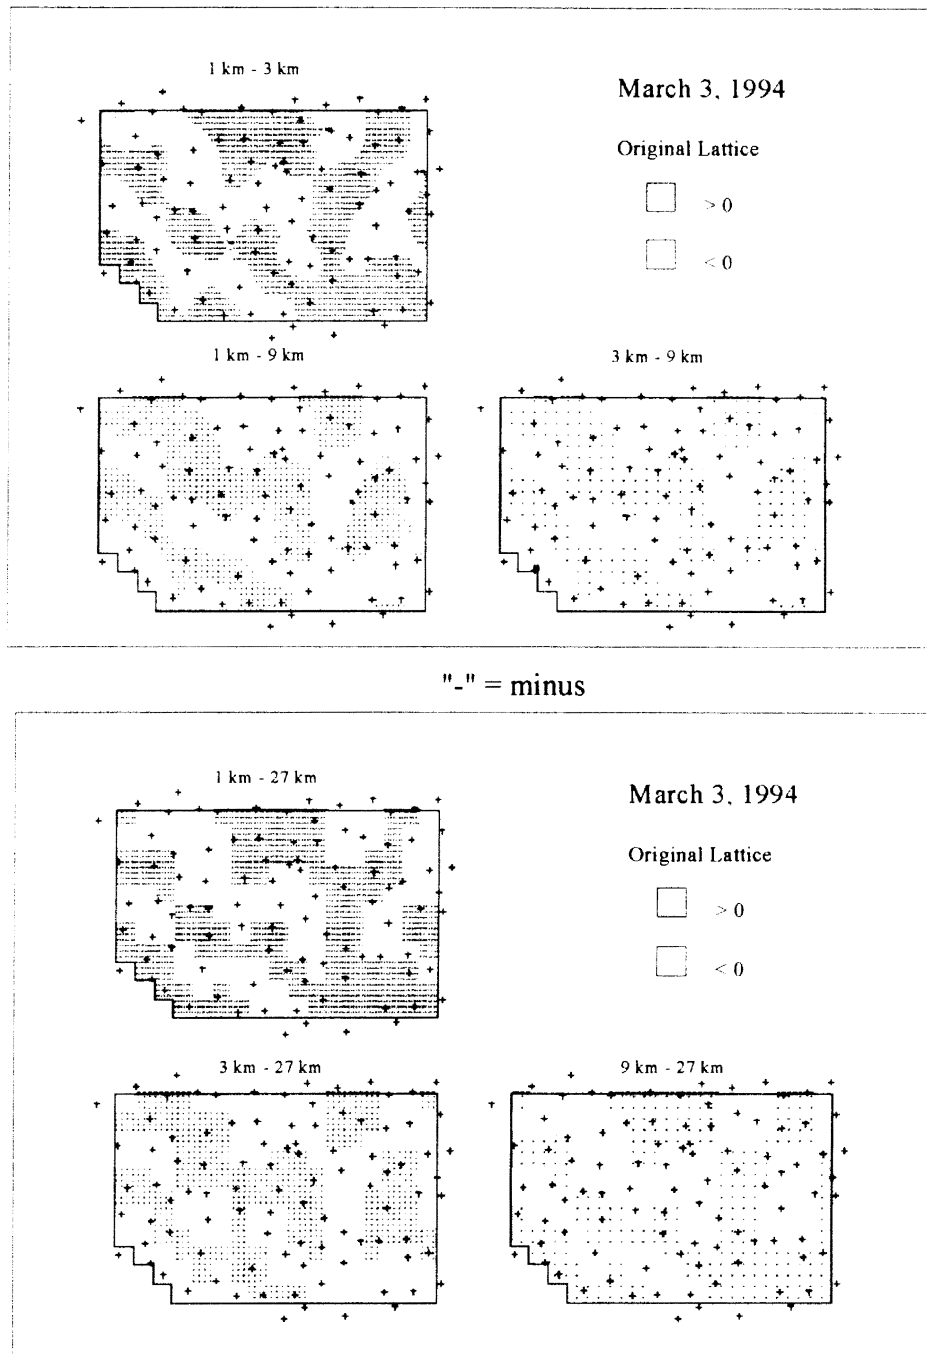 1 km - 3 km
March 3, 1994
Original Lattice
> 0
< 0
1 km - 9 km
3 km - 9 km
"-" = minus
1 km - 27 km
March 3, 1994
Original Lattice
> 0
< 0
3 km - 27 km
9 km - 27 km